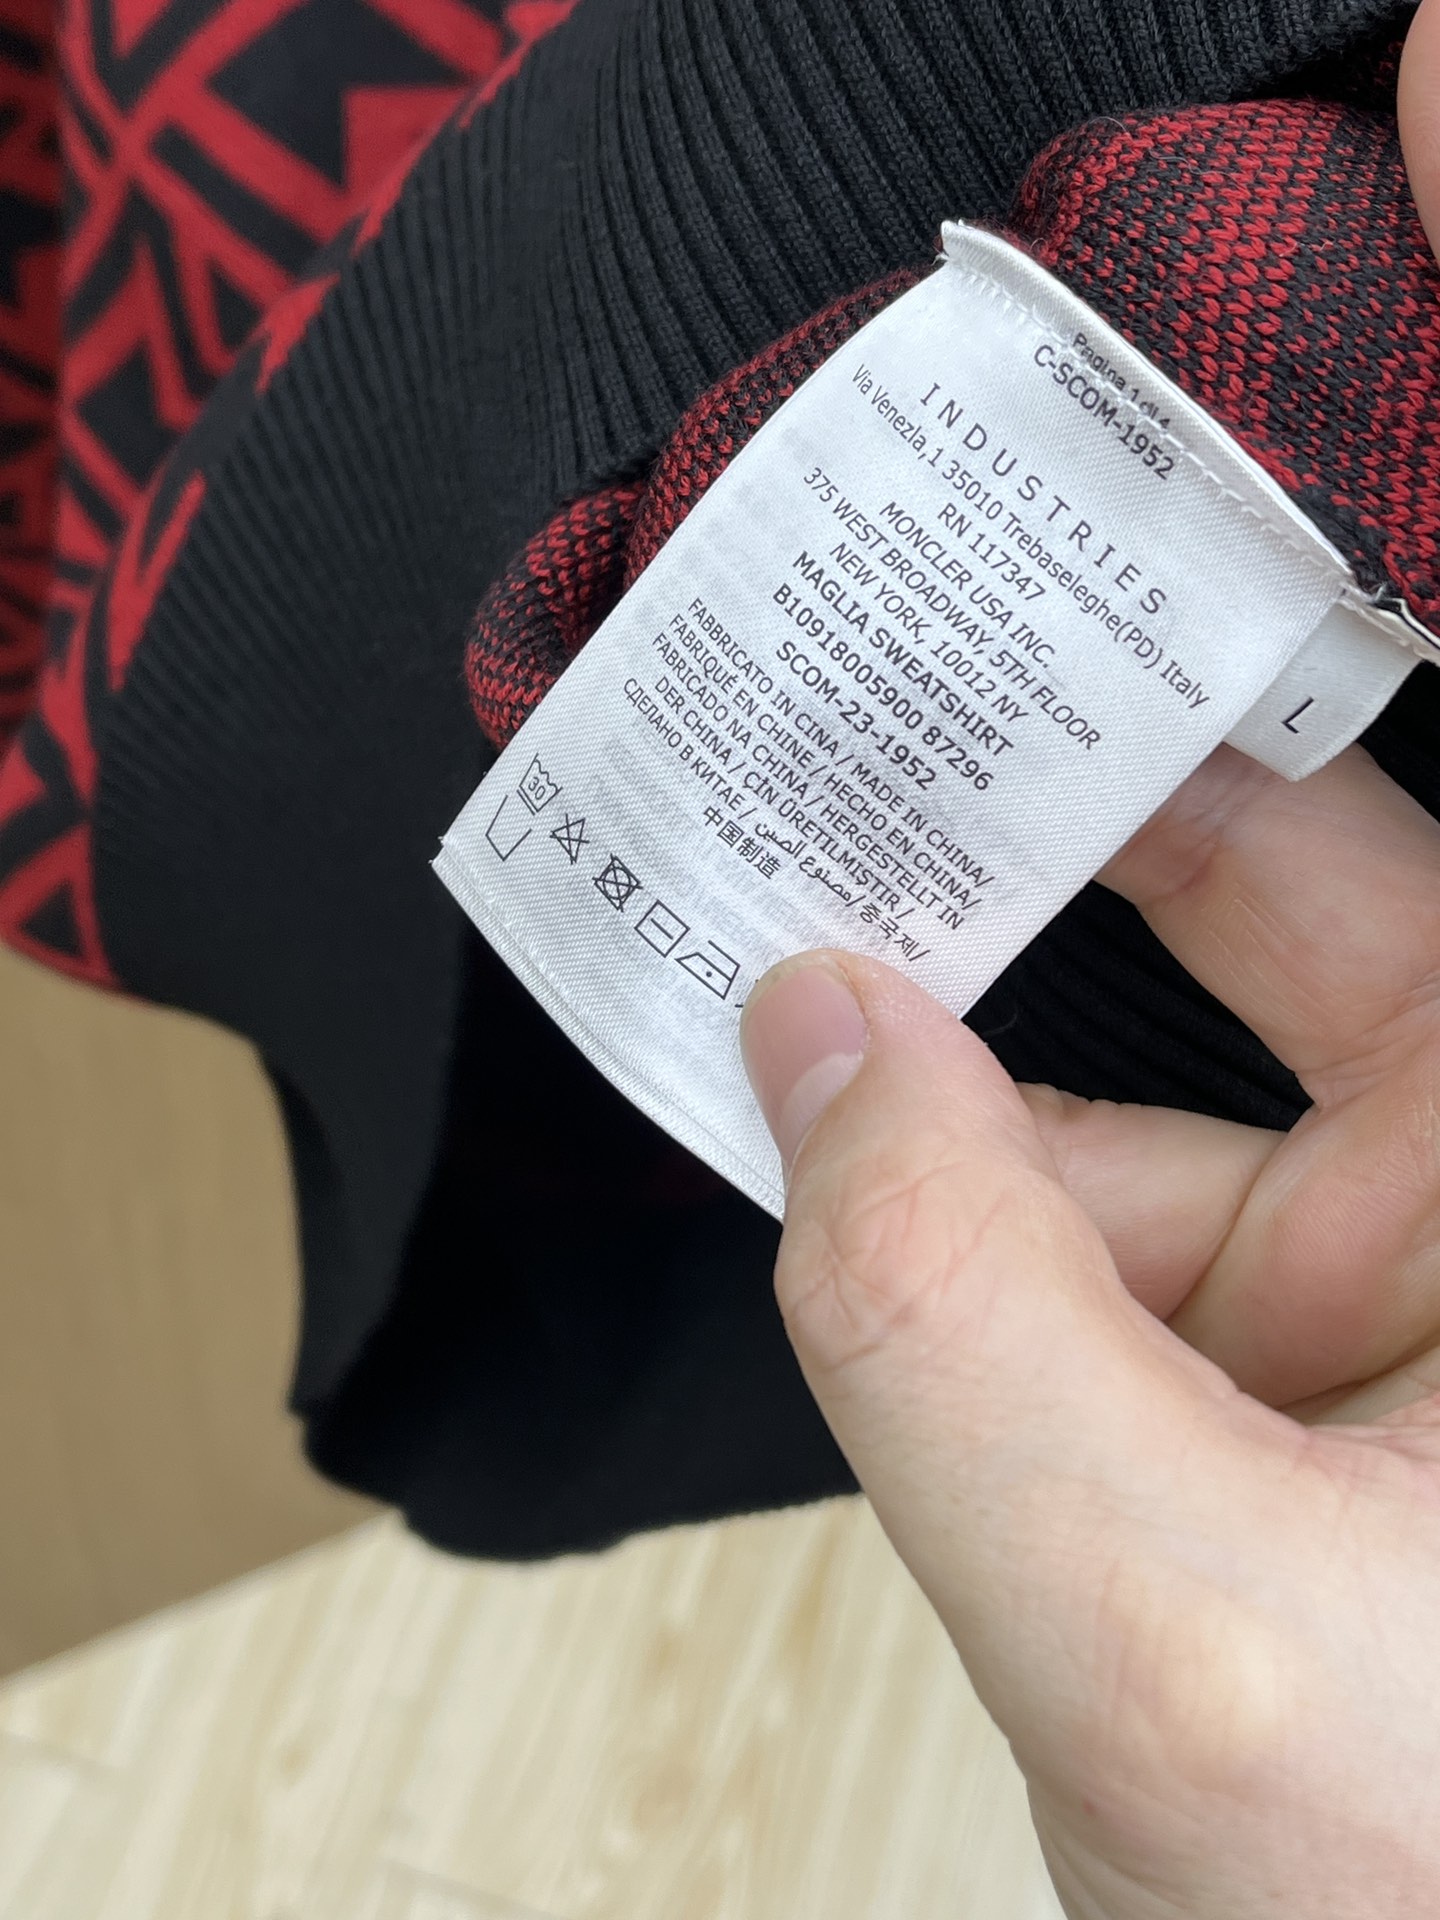 Pagina 1 di 4
C-SCOM-1952
INDUSTRIES
Via Venezia,1 35010 Trebaseleghe(PD) Italy
RN 117347
MONCLER USA INC.
375 WEST BROADWAY, 5TH FLOOR
NEW YORK, 10012 NY
MAGLIA SWEATSHIRT
B10918005900 87296
SCOM-23-1952
FABBRICATO IN CINA / MADE IN CHINA/
FABRIQUÉ EN CHINE / HECHO EN CHINA/
FABRICADO NA CHINA / HERGESTELLT IN
DER CHINA / ÇİN ÜRETİLMİŞTİR /
СДЕЛАНО В КИТАЕ / مصنوع الصين/중국제/
中国制造
30
L